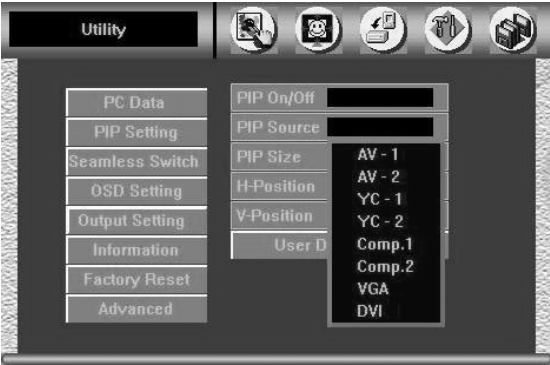 Utility
PC Data
PIP Setting
Seamless Switch
OSD Setting
Output Setting
Information
Factory Reset
Advanced
PIP On/Off
PIP Source
PIP Size
H-Position
V-Position
User D
AV - 1
AV - 2
YC - 1
YC - 2
Comp.1
Comp.2
VGA
DVI